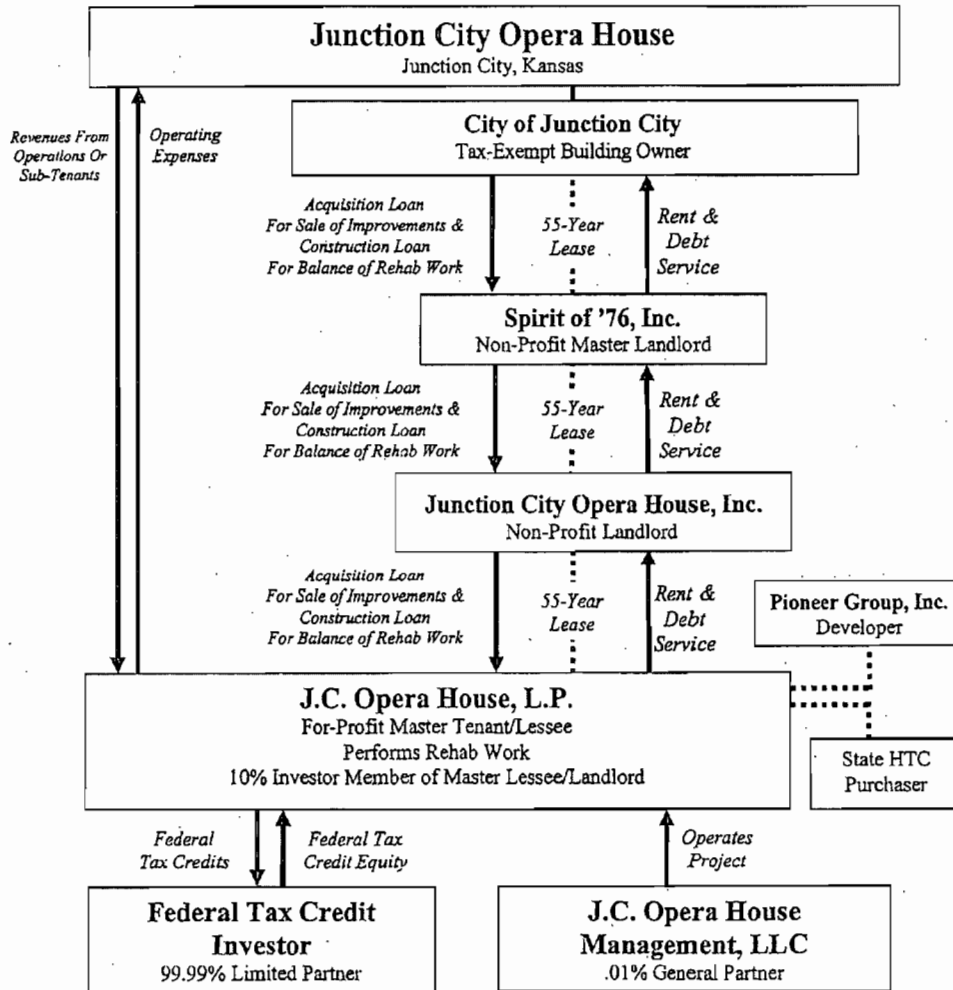 Junction City Opera House
Junction City, Kansas
Revenues From
Operations Or
Sub-Tenants
Operating
Expenses
City of Junction City
Tax-Exempt Building Owner
Acquisition Loan
For Sale of Improvements &
Construction Loan
For Balance of Rehab Work
55-Year
Lease
Rent &
Debt
Service
Spirit of '76, Inc.
Non-Profit Master Landlord
Acquisition Loan
For Sale of Improvements &
Construction Loan
For Balance of Rehab Work
55-Year
Lease
Rent &
Debt
Service
Junction City Opera House, Inc.
Non-Profit Landlord
Acquisition Loan
For Sale of Improvements &
Construction Loan
For Balance of Rehab Work
55-Year
Lease
Rent &
Debt
Service
Pioneer Group, Inc.
Developer
J.C. Opera House, L.P.
For-Profit Master Tenant/Lessee
Performs Rehab Work
10% Investor Member of Master Lessee/Landlord
State HTC
Purchaser
Federal
Tax Credits
Federal Tax
Credit Equity
Operates
Project
Federal Tax Credit
Investor
99.99% Limited Partner
J.C. Opera House
Management, LLC
.01% General Partner